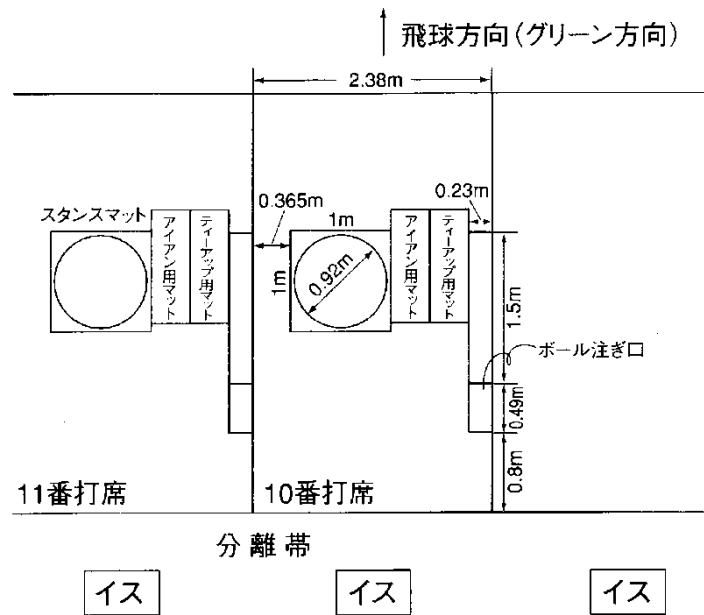 飛球方向(グリーン方向)
2.38m
0.23m
0.365m
スタンスマット
アイアン用マット
ティーアップ用マット
1m
アイアン用マット
ティーアップ用マット
1m
0.92m
1.5m
ボール注ぎ口
0.49m
0.8m
11番打席
10番打席
分離帯
イス
イス
イス